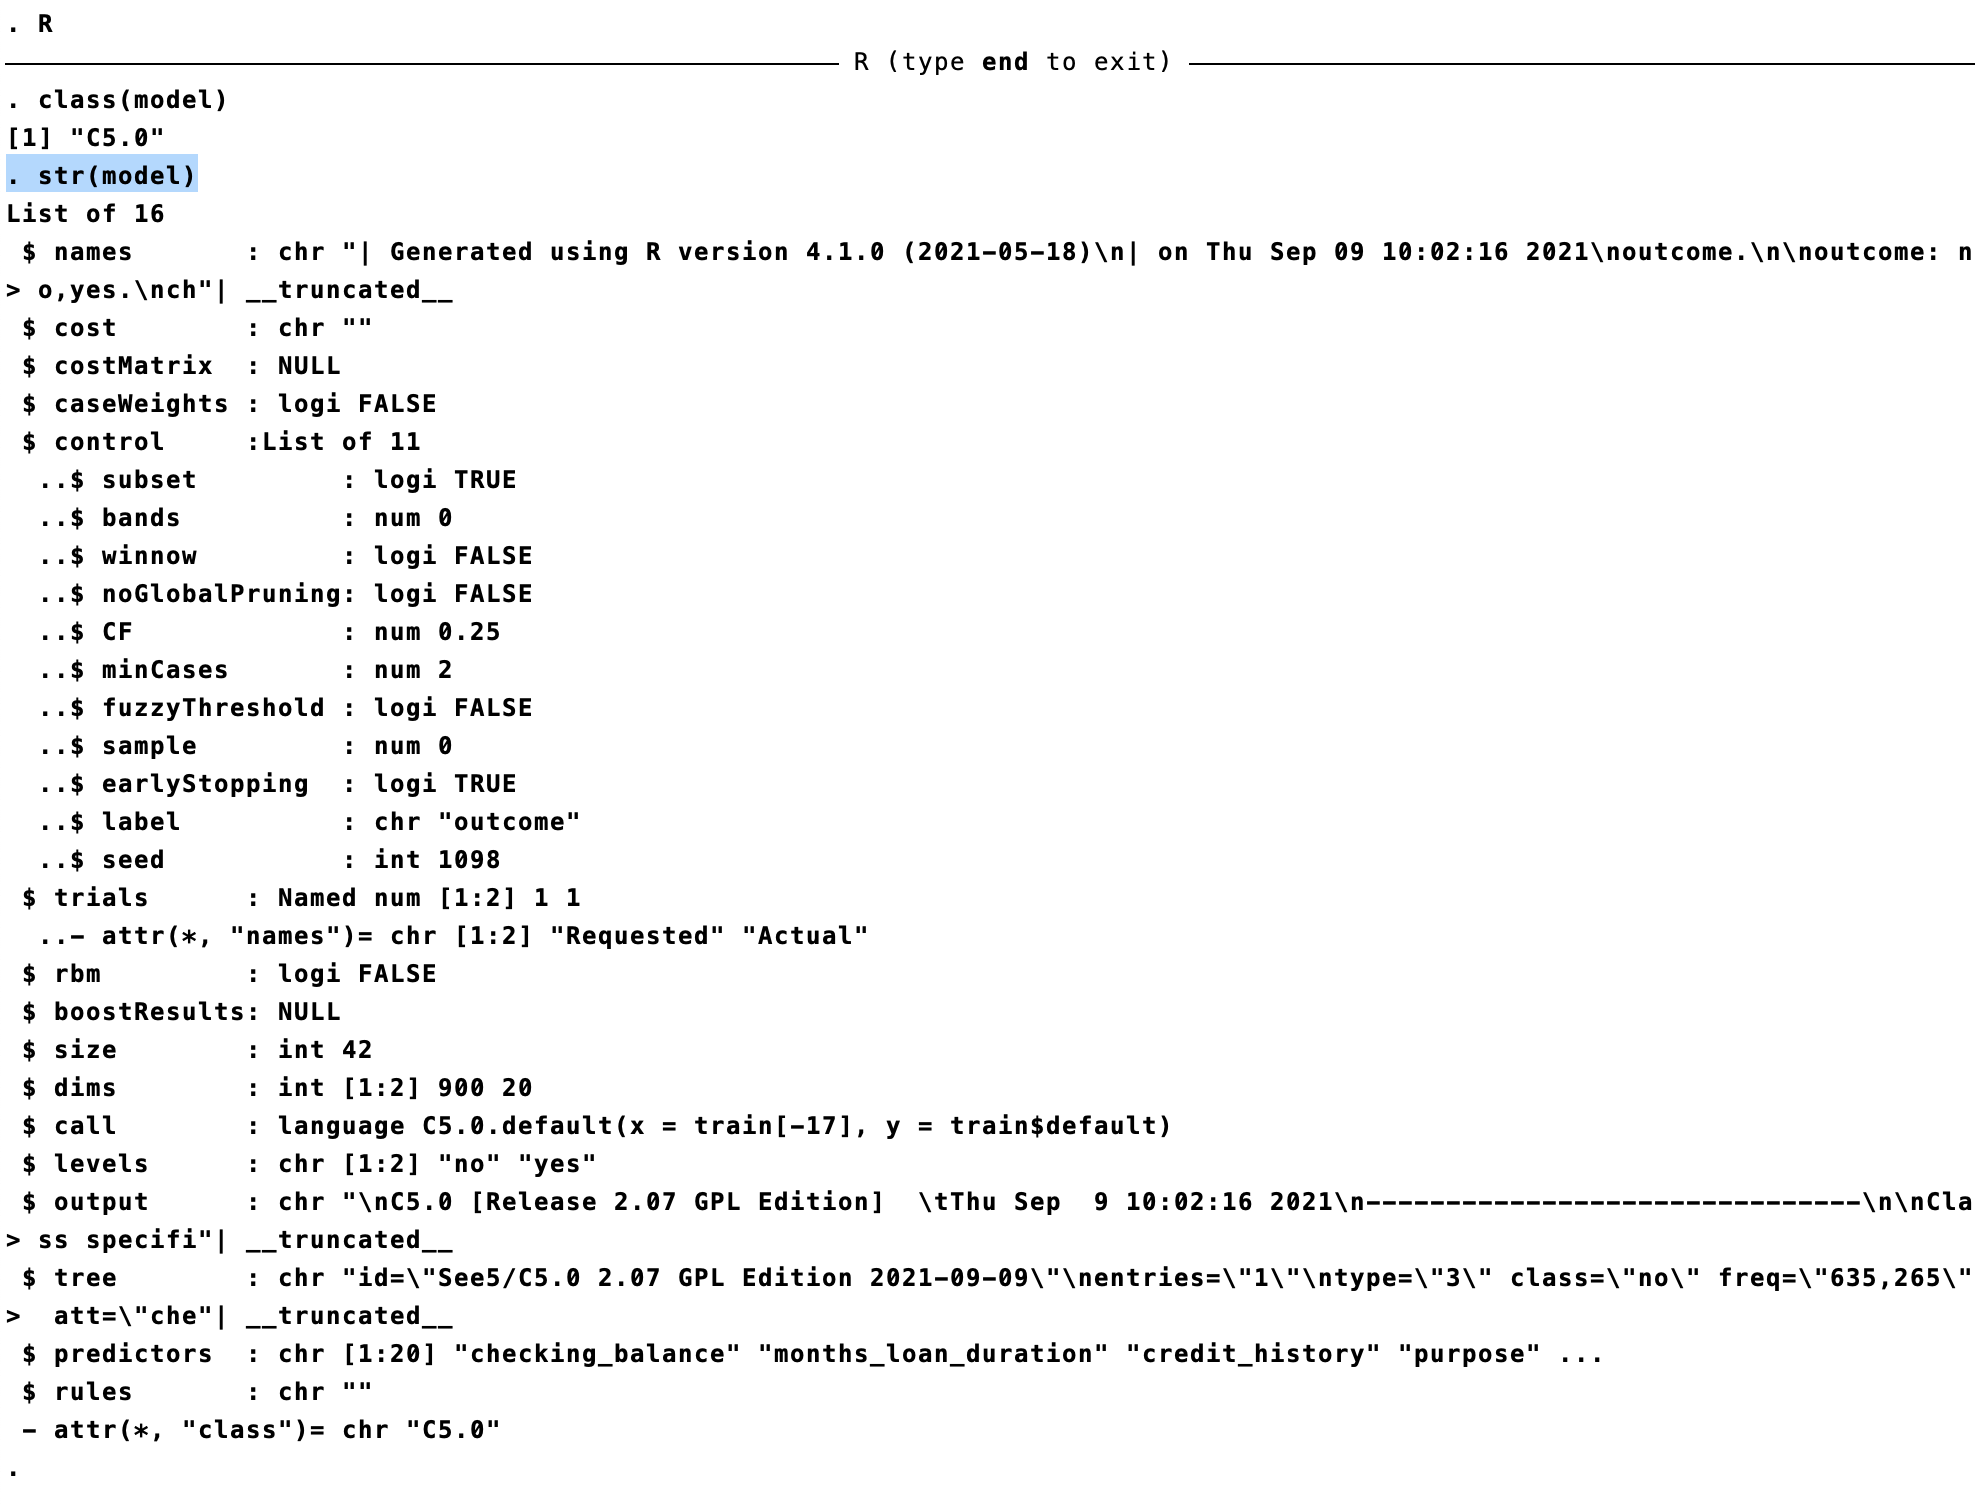 . R
R (type end to exit)
. class(model)
[1] "C5.0"
. str(model)
List of 16
 $ names       : chr "| Generated using R version 4.1.0 (2021-05-18)\n| on Thu Sep 09 10:02:16 2021\noutcome.\n\noutcome: n
> o,yes.\nch"| __truncated__
 $ cost        : chr ""
 $ costMatrix  : NULL
 $ caseWeights : logi FALSE
 $ control     :List of 11
  ..$ subset         : logi TRUE
  ..$ bands          : num 0
  ..$ winnow         : logi FALSE
  ..$ noGlobalPruning: logi FALSE
  ..$ CF             : num 0.25
  ..$ minCases       : num 2
  ..$ fuzzyThreshold : logi FALSE
  ..$ sample         : num 0
  ..$ earlyStopping  : logi TRUE
  ..$ label          : chr "outcome"
  ..$ seed           : int 1098
 $ trials      : Named num [1:2] 1 1
  ..- attr(*, "names")= chr [1:2] "Requested" "Actual"
 $ rbm         : logi FALSE
 $ boostResults: NULL
 $ size        : int 42
 $ dims        : int [1:2] 900 20
 $ call        : language C5.0.default(x = train[-17], y = train$default)
 $ levels      : chr [1:2] "no" "yes"
 $ output      : chr "\nC5.0 [Release 2.07 GPL Edition]  \tThu Sep  9 10:02:16 2021\n-------------------------------\n\nCla
> ss specifi"| __truncated__
 $ tree        : chr "id=\"See5/C5.0 2.07 GPL Edition 2021-09-09\"\nentries=\"1\"\ntype=\"3\" class=\"no\" freq=\"635,265\"
>  att=\"che"| __truncated__
 $ predictors  : chr [1:20] "checking_balance" "months_loan_duration" "credit_history" "purpose" ...
 $ rules       : chr ""
 - attr(*, "class")= chr "C5.0"
.